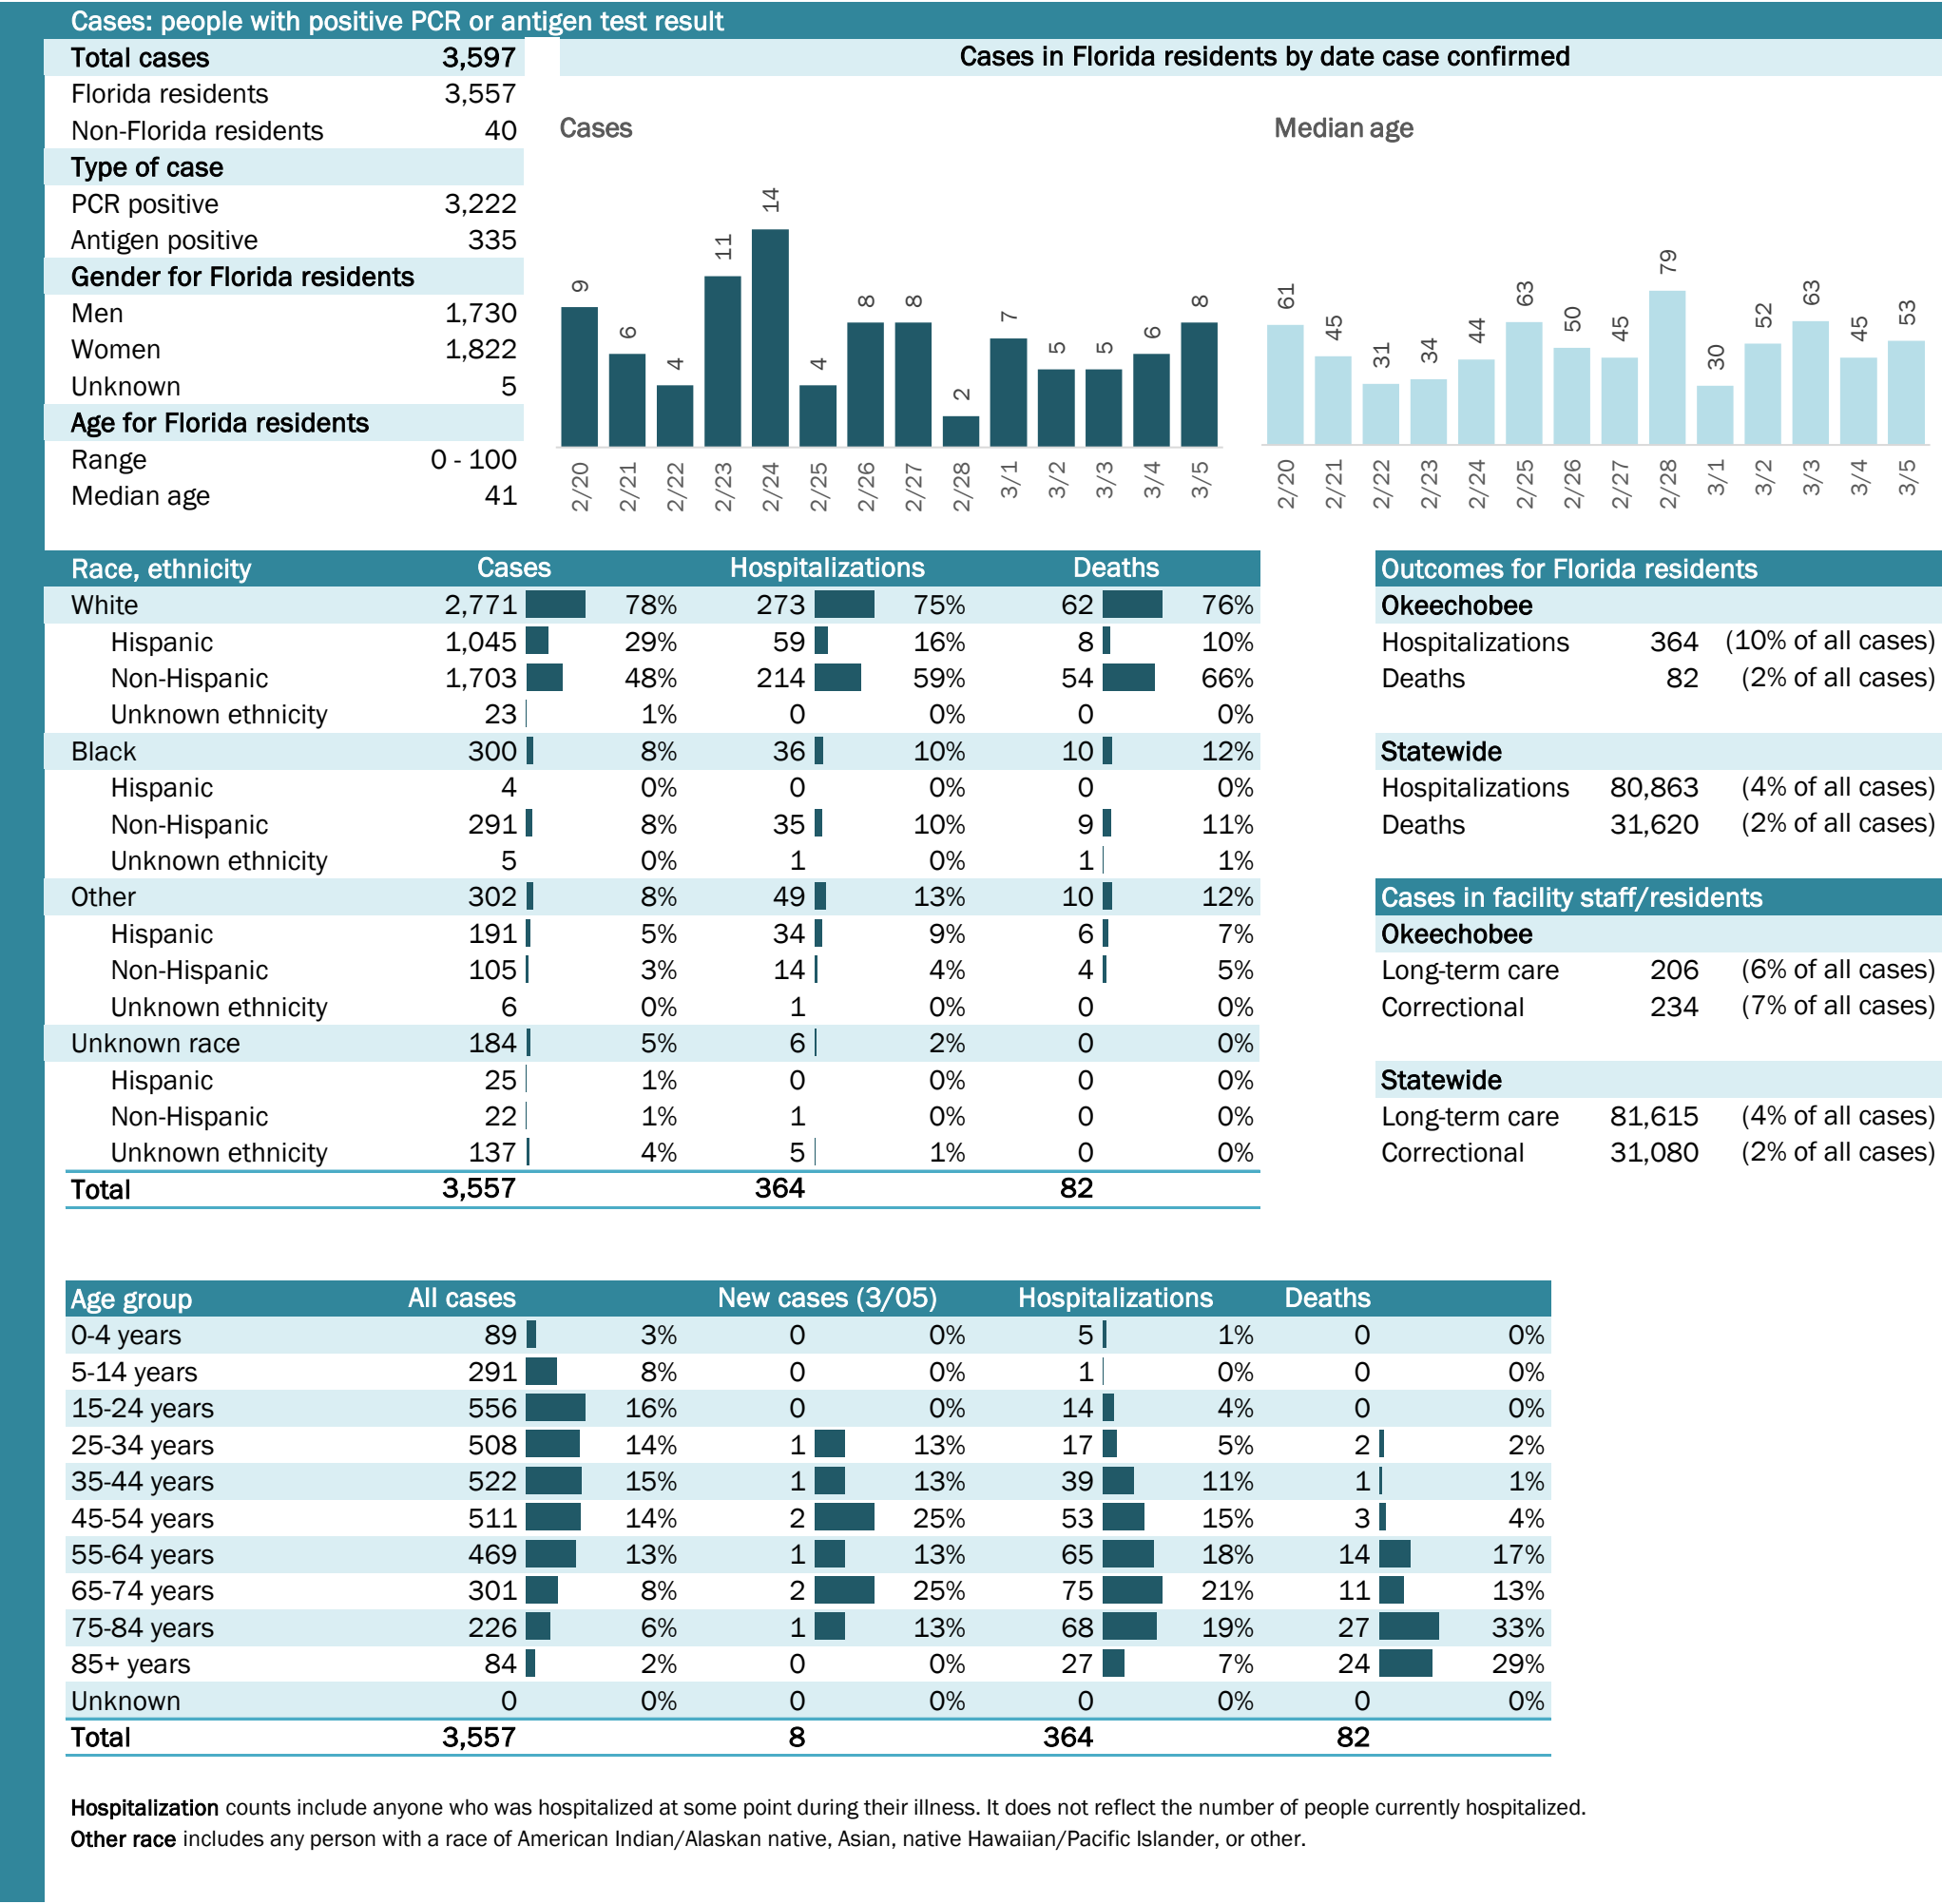 Cases: people with positive PCR or antigen test result
Total cases 3,597
Florida residents 3,557
Non-Florida residents 40
Type of case
PCR positive 3,222
Antigen positive 335
Gender for Florida residents
Men 1,730
Women 1,822
Unknown 5
Age for Florida residents
Range 0 - 100
Median age 41
Cases in Florida residents by date case confirmed
Cases
9 6 4 11 14 4 8 8 2 7 5 5 6 8
2/20 2/21 2/22 2/23 2/24 2/25 2/26 2/27 2/28 3/1 3/2 3/3 3/4 3/5
Median age
61 45 31 34 44 63 50 45 79 30 52 63 45 53
2/20 2/21 2/22 2/23 2/24 2/25 2/26 2/27 2/28 3/1 3/2 3/3 3/4 3/5
Race, ethnicity Cases Hospitalizations Deaths
White 2,771 78% 273 75% 62 76%
Hispanic 1,045 29% 59 16% 8 10%
Non-Hispanic 1,703 48% 214 59% 54 66%
Unknown ethnicity 23 1% 0 0% 0 0%
Black 300 8% 36 10% 10 12%
Hispanic 4 0% 0 0% 0 0%
Non-Hispanic 291 8% 35 10% 9 11%
Unknown ethnicity 5 0% 1 0% 1 1%
Other 302 8% 49 13% 10 12%
Hispanic 191 5% 34 9% 6 7%
Non-Hispanic 105 3% 14 4% 4 5%
Unknown ethnicity 6 0% 1 0% 0 0%
Unknown race 184 5% 6 2% 0 0%
Hispanic 25 1% 0 0% 0 0%
Non-Hispanic 22 1% 1 0% 0 0%
Unknown ethnicity 137 4% 5 1% 0 0%
Total 3,557 364 82
Outcomes for Florida residents
Okeechobee
Hospitalizations 364 (10% of all cases)
Deaths 82 (2% of all cases)
Statewide
Hospitalizations 80,863 (4% of all cases)
Deaths 31,620 (2% of all cases)
Cases in facility staff/residents
Okeechobee
Long-term care 206 (6% of all cases)
Correctional 234 (7% of all cases)
Statewide
Long-term care 81,615 (4% of all cases)
Correctional 31,080 (2% of all cases)
Age group All cases New cases (3/05) Hospitalizations Deaths
0-4 years 89 3% 0 0% 5 1% 0 0%
5-14 years 291 8% 0 0% 1 0% 0 0%
15-24 years 556 16% 0 0% 14 4% 0 0%
25-34 years 508 14% 1 13% 17 5% 2 2%
35-44 years 522 15% 1 13% 39 11% 1 1%
45-54 years 511 14% 2 25% 53 15% 3 4%
55-64 years 469 13% 1 13% 65 18% 14 17%
65-74 years 301 8% 2 25% 75 21% 11 13%
75-84 years 226 6% 1 13% 68 19% 27 33%
85+ years 84 2% 0 0% 27 7% 24 29%
Unknown 0 0% 0 0% 0 0% 0 0%
Total 3,557 8 364 82
Hospitalization counts include anyone who was hospitalized at some point during their illness. It does not reflect the number of people currently hospitalized.
Other race includes any person with a race of American Indian/Alaskan native, Asian, native Hawaiian/Pacific Islander, or other.